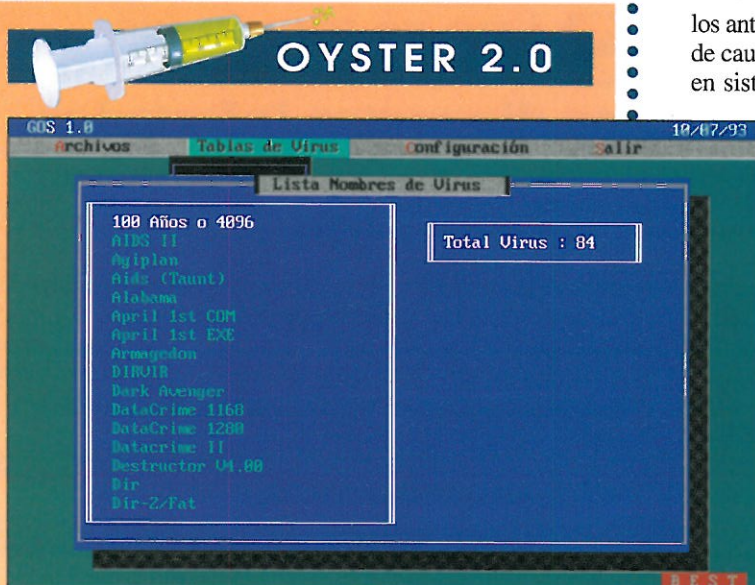 OYSTER 2.0
los ant
de cau
en sist
GOS 1.0
10/07/93
Archivos Tablas de Virus Configuración Salir
Lista Nombres de Virus
100 Años o 4096
AIDS II
Agiplan
Aids (Taunt)
Alabama
April 1st COM
April 1st EXE
Armagedon
DIRVIR
Dark Avenger
DataCrime 1168
DataCrime 1280
Datacrime II
Destructor V4.00
Dir
Dir-2/Fat
Total Virus : 84
B E S T